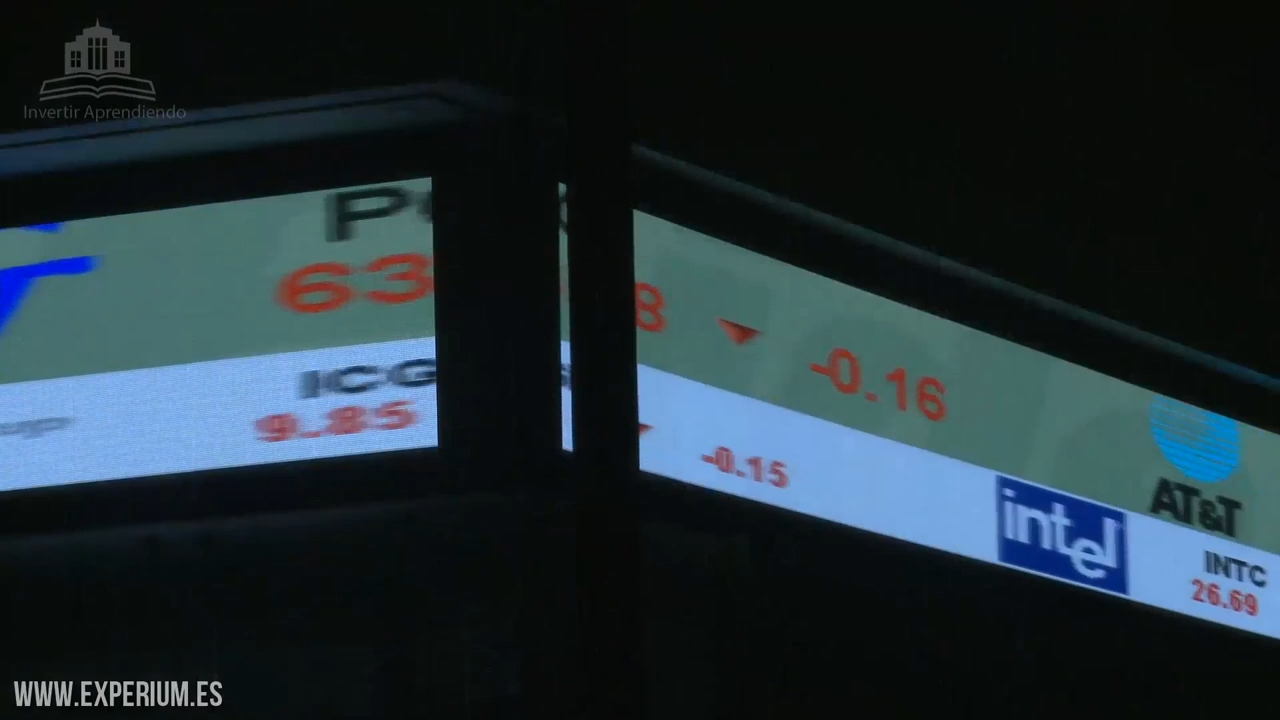 Invertir Aprendiendo
63
8
-0.16
ICG
9.85
-0.15
intel
AT&T
INTC
26.69
WWW.EXPERIUM.ES